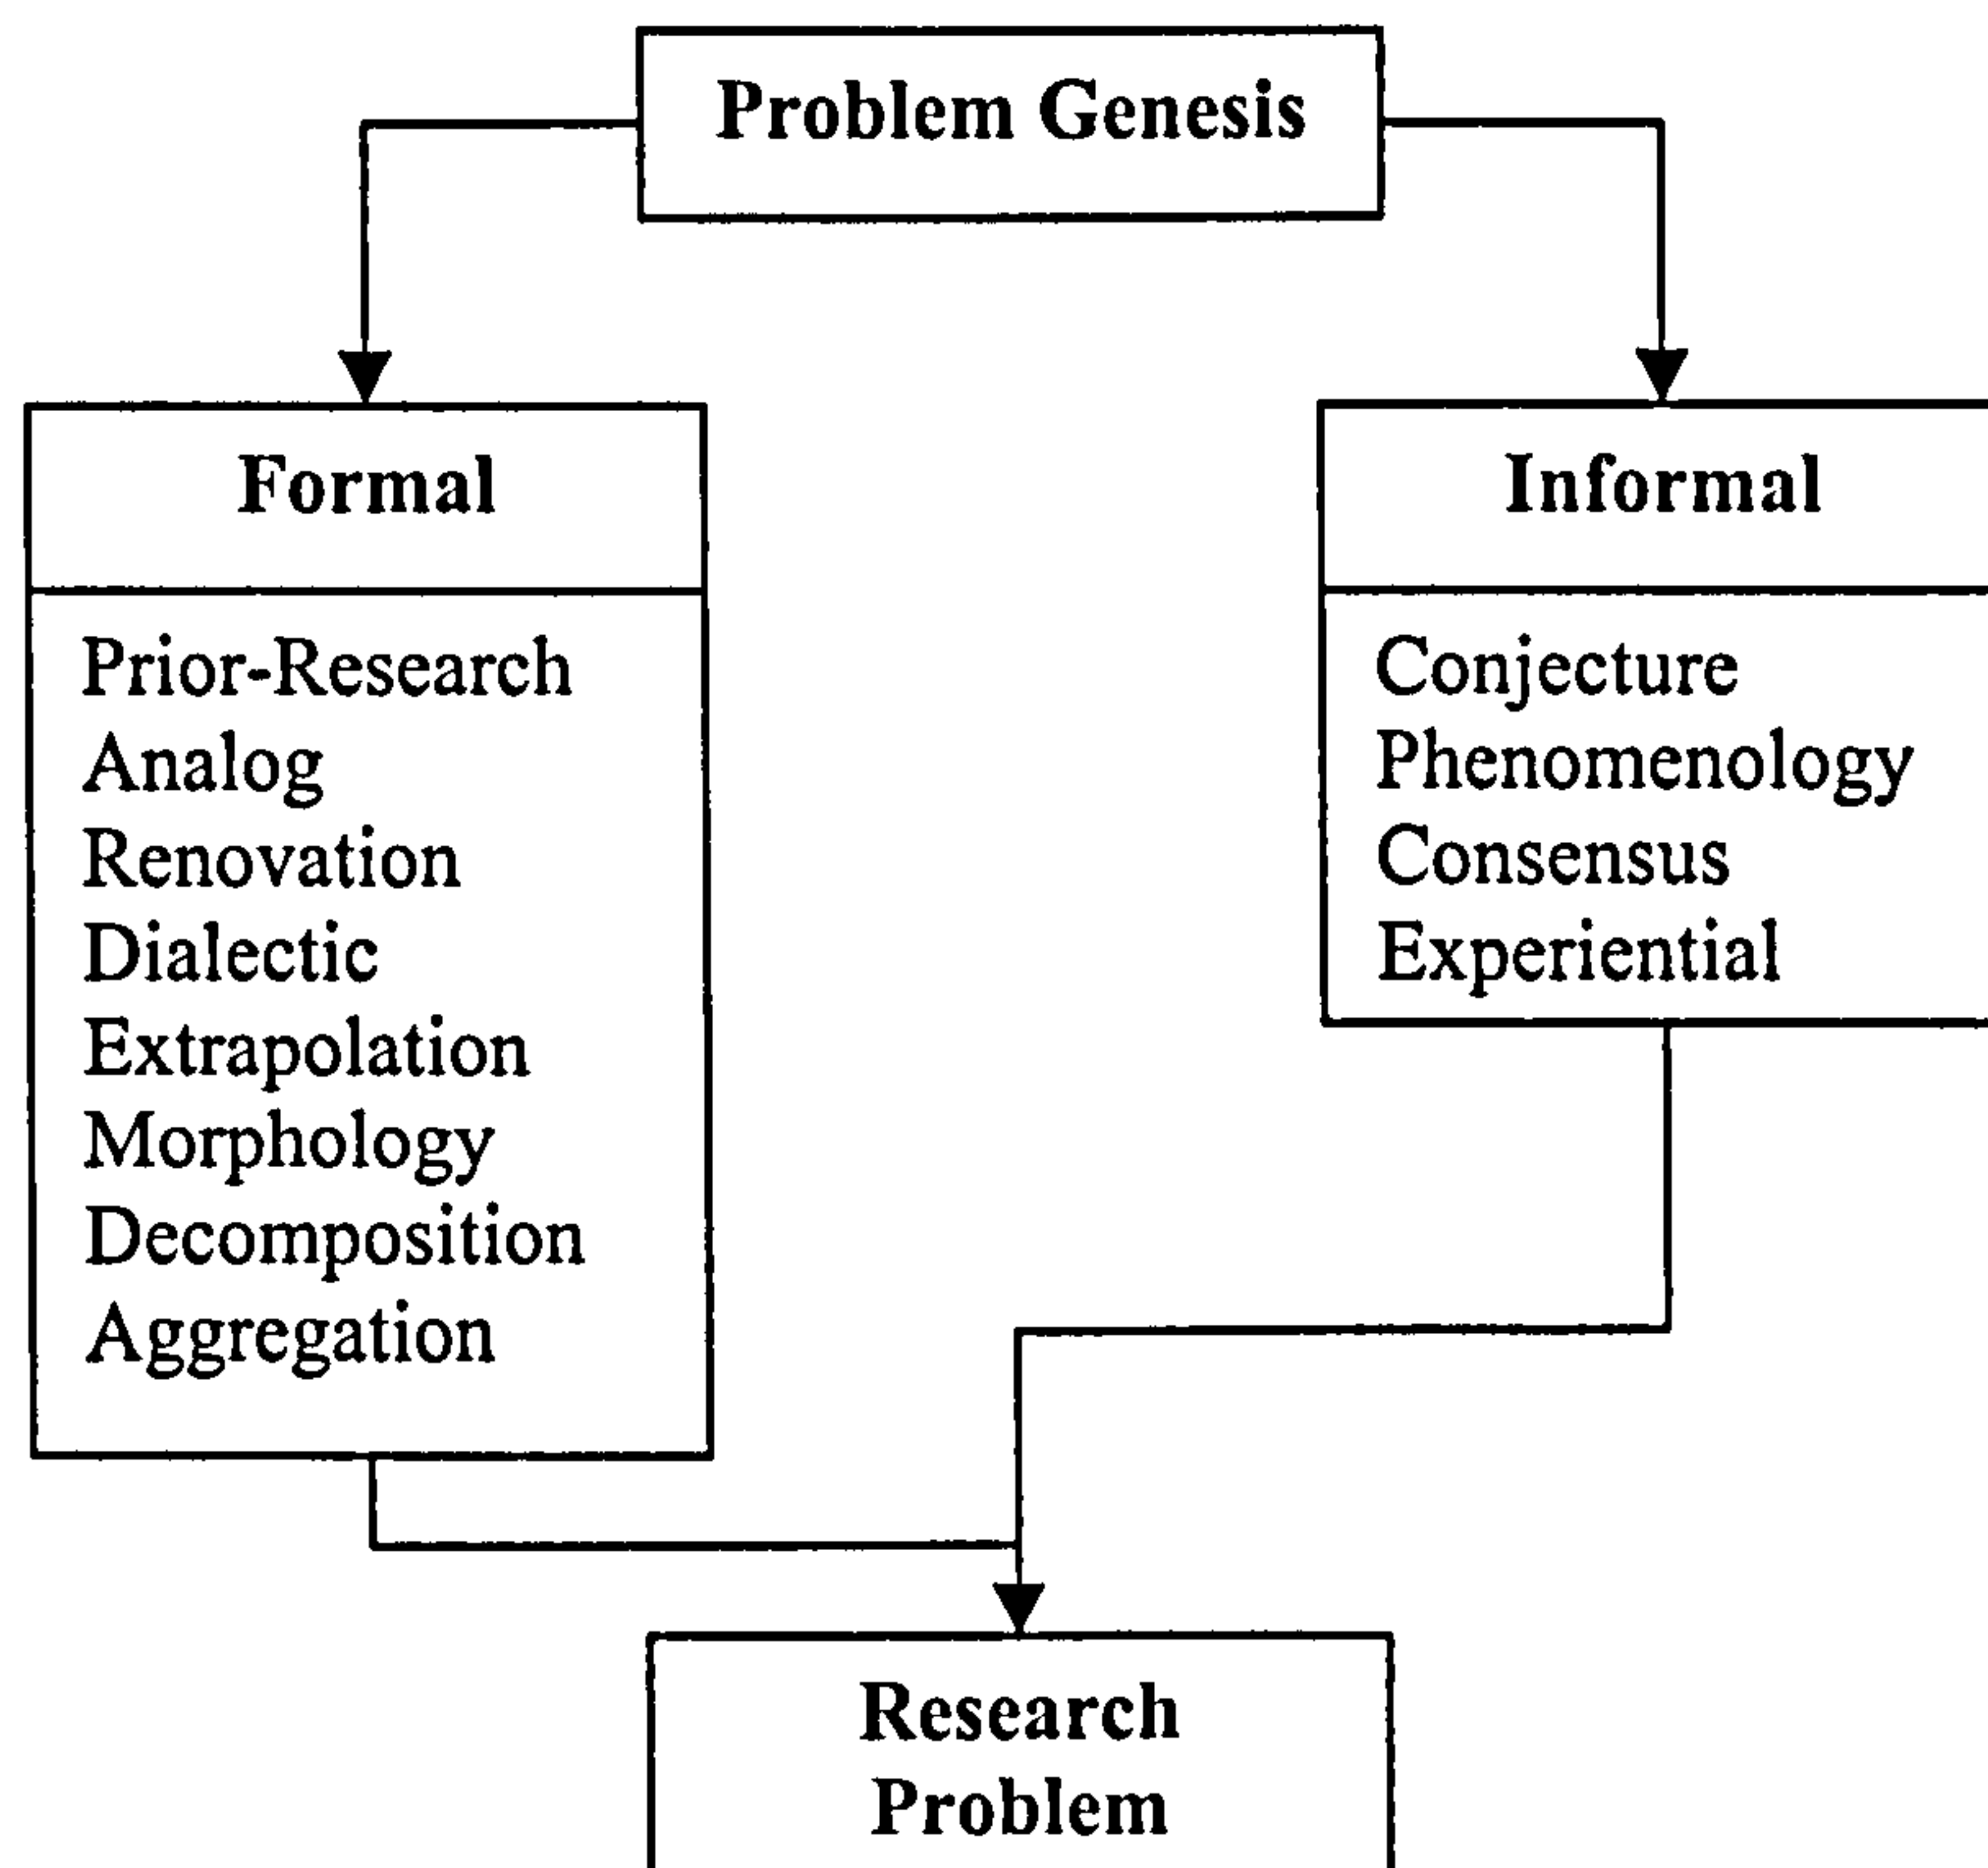 Problem Genesis
Formal
Prior-Research
Analog
Renovation
Dialectic
Extrapolation
Morphology
Decomposition
Aggregation
Informal
Conjecture
Phenomenology
Consensus
Experiential
Research
Problem